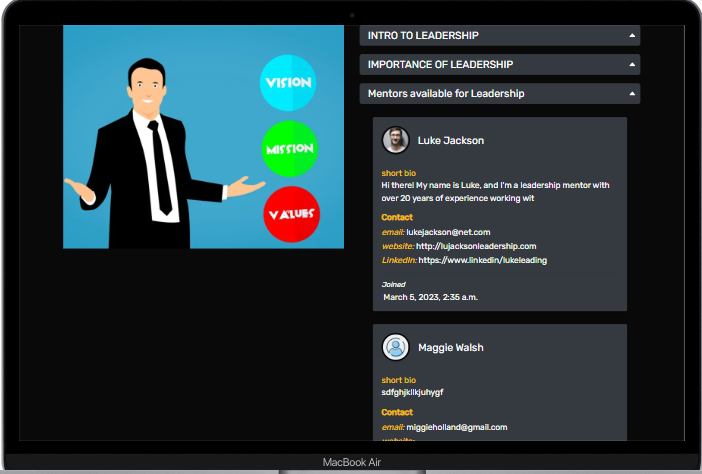 VISION
MISSION
VALUES
INTRO TO LEADERSHIP
IMPORTANCE OF LEADERSHIP
Mentors available for Leadership
Luke Jackson
short bio
Hi there! My name is Luke, and I'm a leadership mentor with
over 20 years of experience working wit
Contact
email: lukejackson@net.com
website: http://lujacksonleadership.com
LinkedIn: https://www.linkedin/lukeleading
Joined
March 5, 2023, 2:35 a.m.
Maggie Walsh
short bio
sdfghjkllkjuhygf
Contact
email: miggieholland@gmail.com
website:
MacBook Air